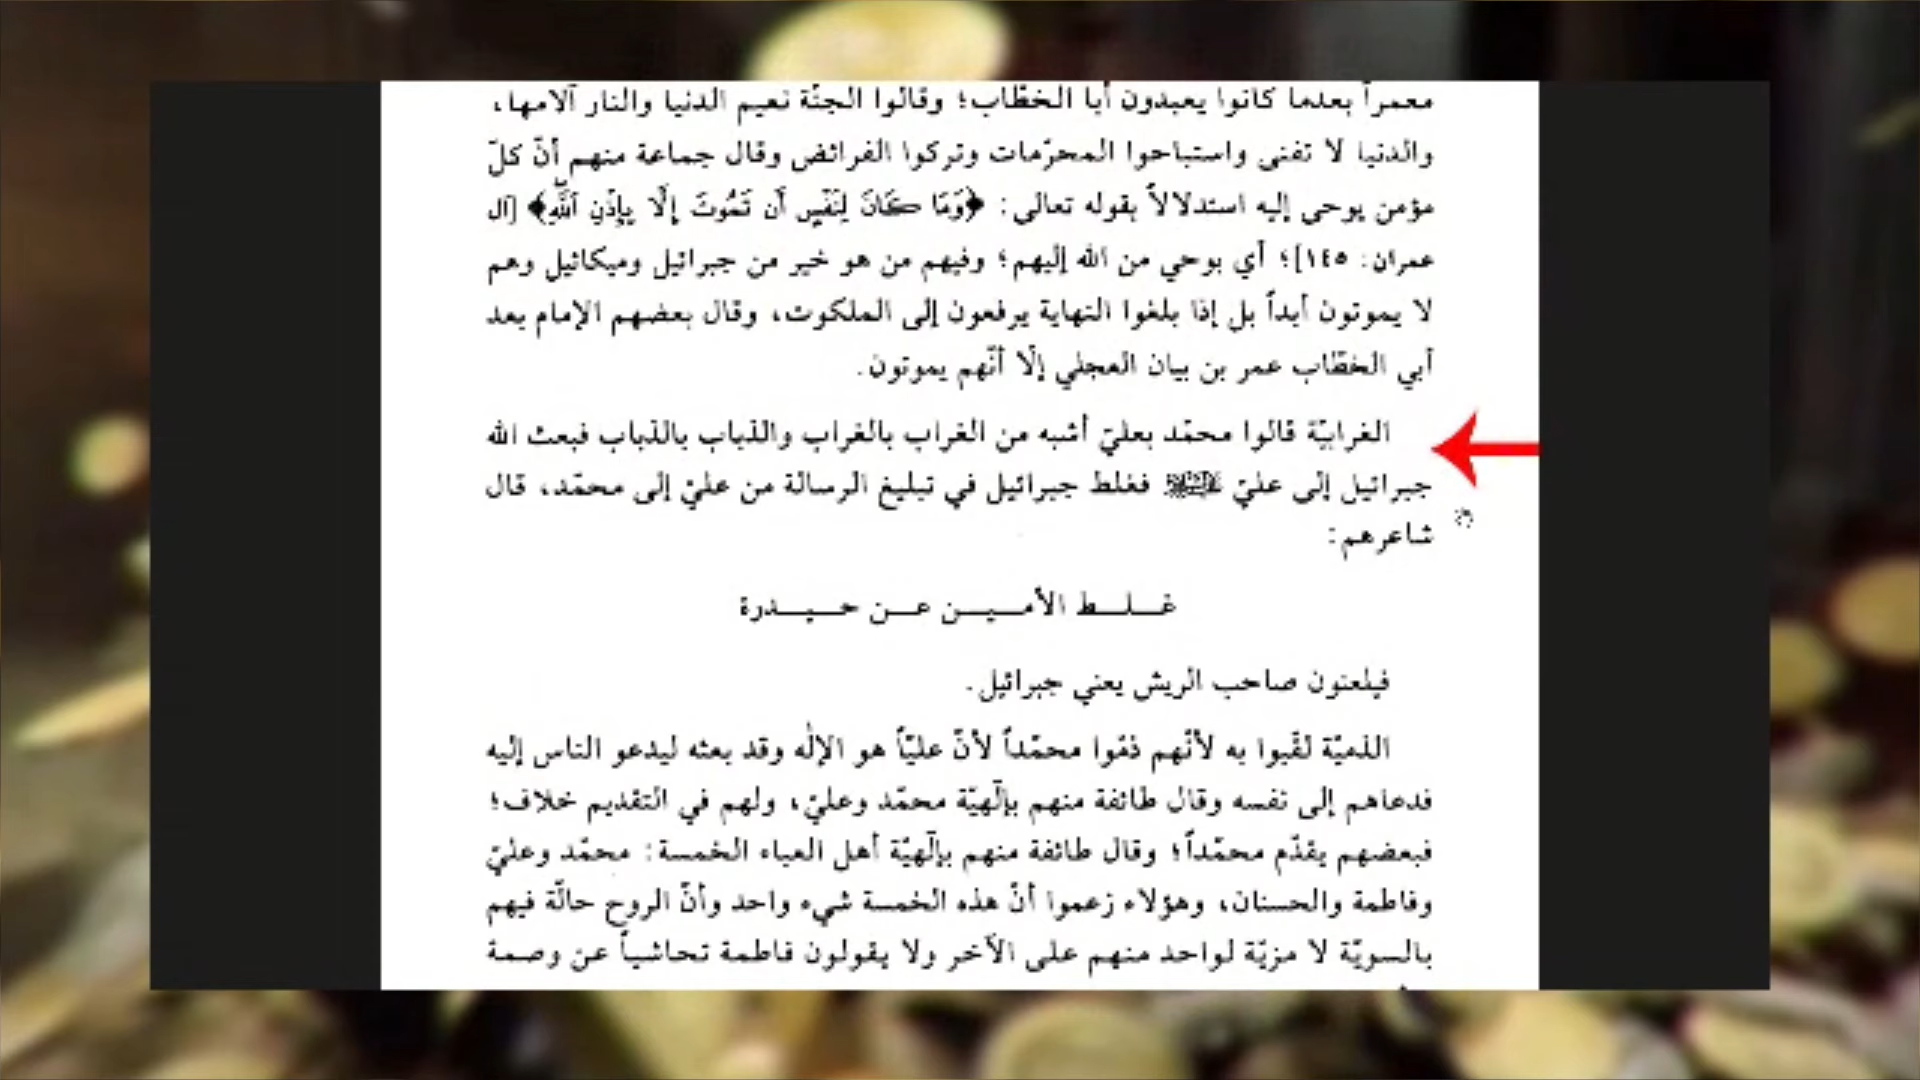 معمراً بعدما كانوا يعبدون أبا الخطّاب؛ وقالوا الجنّة نعيم الدنيا والنار آلامها،
والدنيا لا تفنى واستباحوا المحرّمات وتركوا الفرائض وقال جماعة منهم أنّ كلّ
مؤمن يوحى إليه استدلالاً بقوله تعالى: ﴿وَمَا كَانَ لِنَفْسٍ أَن تَمُوتَ إِلَّا بِإِذْنِ اللَّهِ﴾ [آل
عمران: ١٤٥]؛ أي بوحي من الله إليهم؛ وفيهم من هو خير من جبرائيل وميكائيل وهم
لا يموتون أبداً بل إذا بلغوا النهاية يرفعون إلى الملكوت، وقال بعضهم الإمام بعد
أبي الخطّاب عمر بن بيان العجلي إلّا أنّهم يموتون.
الغرابيّة قالوا محمّد بعليّ أشبه من الغراب بالغراب والذباب بالذباب فبعث الله
جبرائيل إلى عليّ فغلط جبرائيل في تبليغ الرسالة من عليّ إلى محمّد، قال
شاعرهم:
غـلـط الأمـيـن عـن حـيـدرة
فيلعنون صاحب الريش يعني جبرائيل.
الذميّة لقّبوا به لأنّهم ذمّوا محمّداً لأنّ عليّاً هو الإلٰه وقد بعثه ليدعو الناس إليه
فدعاهم إلى نفسه وقال طائفة منهم بإلّهيّة محمّد وعليّ، ولهم في التقديم خلاف؛
فبعضهم يقدّم محمّداً؛ وقال طائفة منهم بإلّهيّة أهل العباء الخمسة: محمّد وعليّ
وفاطمة والحسنان، وهؤلاء زعموا أنّ هذه الخمسة شيء واحد وأنّ الروح حالّة فيهم
بالسويّة لا مزيّة لواحد منهم على الآخر ولا يقولون فاطمة تحاشياً عن وصمة